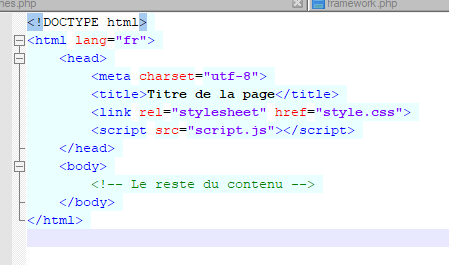 nes.php framework.php
<!DOCTYPE html>
<html lang="fr">
<head>
<meta charset="utf-8">
<title>Titre de la page</title>
<link rel="stylesheet" href="style.css">
<script src="script.js"></script>
</head>
<body>
<!-- Le reste du contenu -->
</body>
</html>